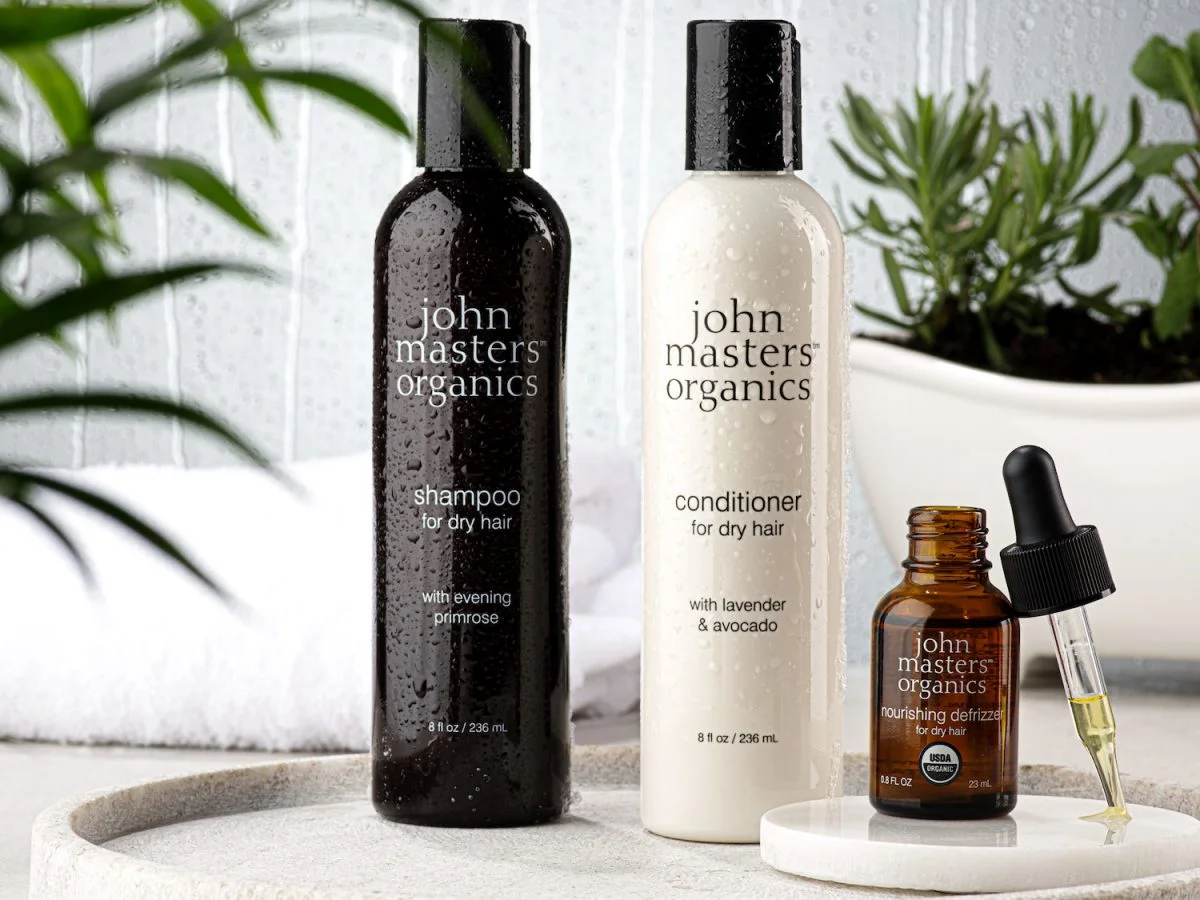 john
masters™
organics
shampoo
for dry hair
with evening
primrose
8 fl oz / 236 mL
john
masters™
organics
conditioner
for dry hair
with lavender
& avocado
8 fl oz / 236 mL
john
masters™
organics
nourishing defrizzer
for dry hair
USDA
ORGANIC
0.8 FL OZ
23 mL